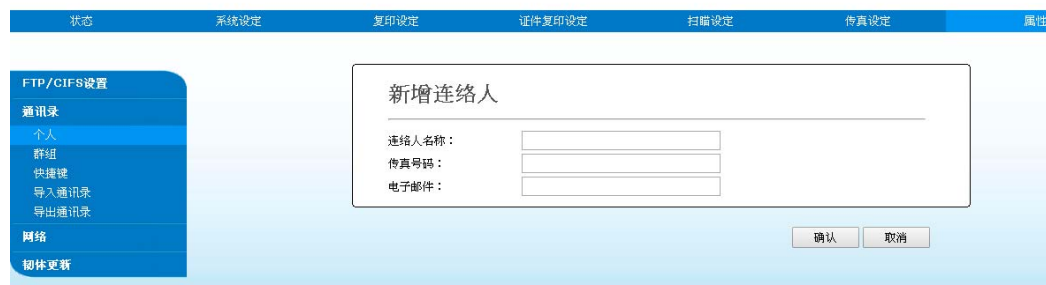 状态 系统设定 复印设定 证件复印设定 扫瞄设定 传真设定 属性
FTP/CIFS设置
通讯录
个人
群组
快捷键
导入通讯录
导出通讯录
网络
韧体更新
新增连络人
连络人名称：
传真号码：
电子邮件：
确认 取消